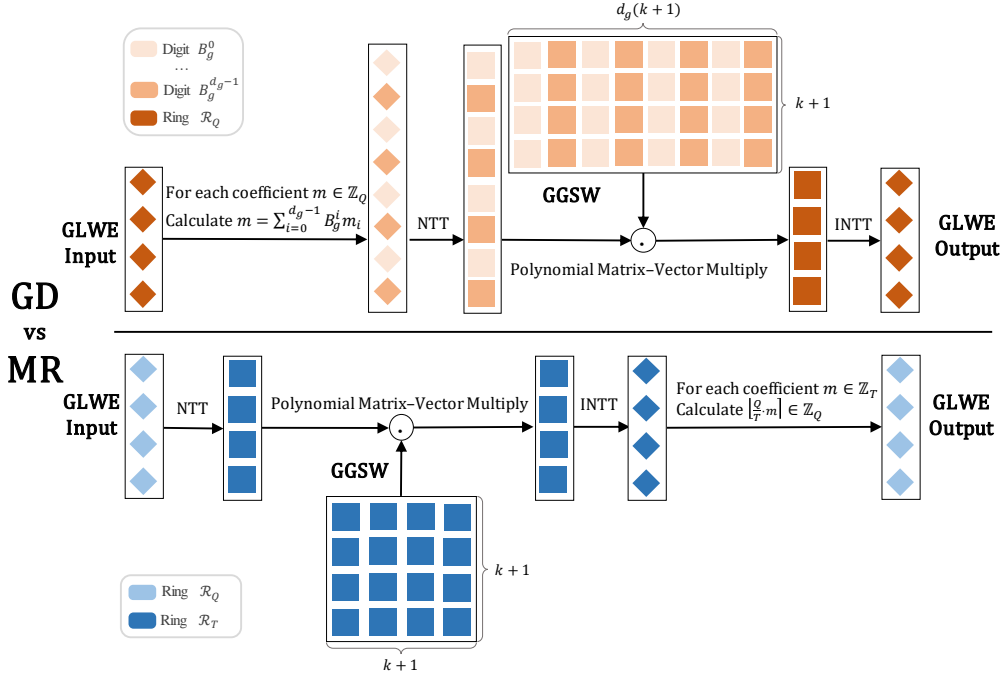 Digit $B_g^0$
...
Digit $B_g^{d_g-1}$
Ring $\mathcal{R}_Q$
$d_g(k+1)$
$k+1$
For each coefficient $m \in \mathbb{Z}_Q$
Calculate $m = \sum_{i=0}^{d_g-1} B_g^i m_i$
GLWE
Input
NTT
GGSW
Polynomial Matrix–Vector Multiply
INTT
GLWE
Output
GD
vs
MR
GLWE
Input
NTT
Polynomial Matrix–Vector Multiply
GGSW
INTT
For each coefficient $m \in \mathbb{Z}_T$
Calculate $\left\lfloor \frac{Q}{T} \cdot m \right\rceil \in \mathbb{Z}_Q$
GLWE
Output
$k+1$
$k+1$
Ring $\mathcal{R}_Q$
Ring $\mathcal{R}_T$